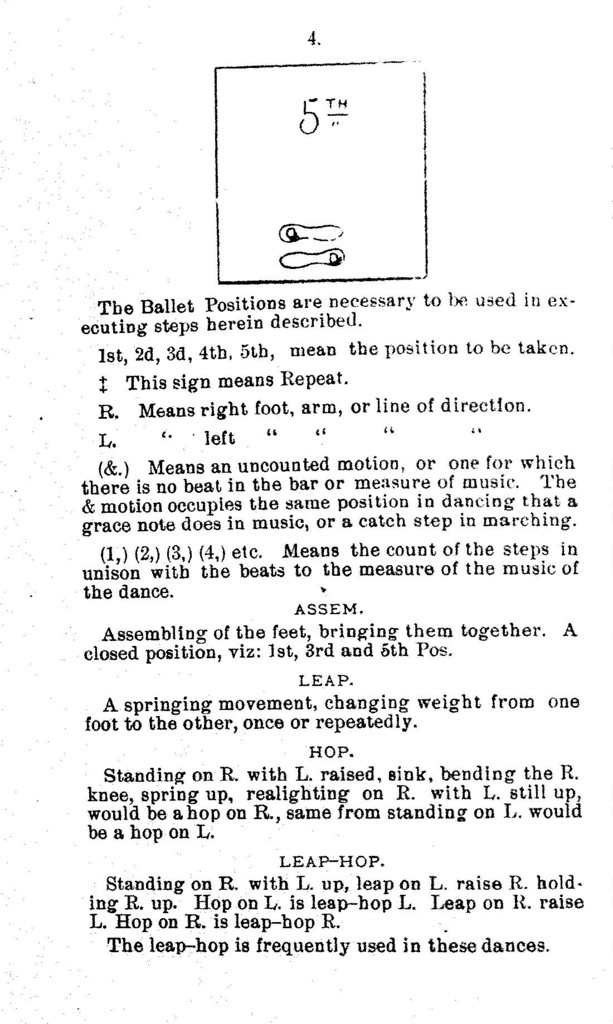 4.
5TH
"
The Ballet Positions are necessary to be used in ex-
ecuting steps herein described.
1st, 2d, 3d, 4th, 5th, mean the position to be taken.
‡ This sign means Repeat.
R. Means right foot, arm, or line of direction.
L. " left " " " "
(&.) Means an uncounted motion, or one for which
there is no beat in the bar or measure of music. The
& motion occupies the same position in dancing that a
grace note does in music, or a catch step in marching.
(1,) (2,) (3,) (4,) etc. Means the count of the steps in
unison with the beats to the measure of the music of
the dance.
ASSEM.
Assembling of the feet, bringing them together. A
closed position, viz: 1st, 3rd and 5th Pos.
LEAP.
A springing movement, changing weight from one
foot to the other, once or repeatedly.
HOP.
Standing on R. with L. raised, sink, bending the R.
knee, spring up, realighting on R. with L. still up,
would be a hop on R., same from standing on L. would
be a hop on L.
LEAP-HOP.
Standing on R. with L. up, leap on L. raise R. hold-
ing R. up. Hop on L. is leap-hop L. Leap on R. raise
L. Hop on R. is leap-hop R.
The leap-hop is frequently used in these dances.